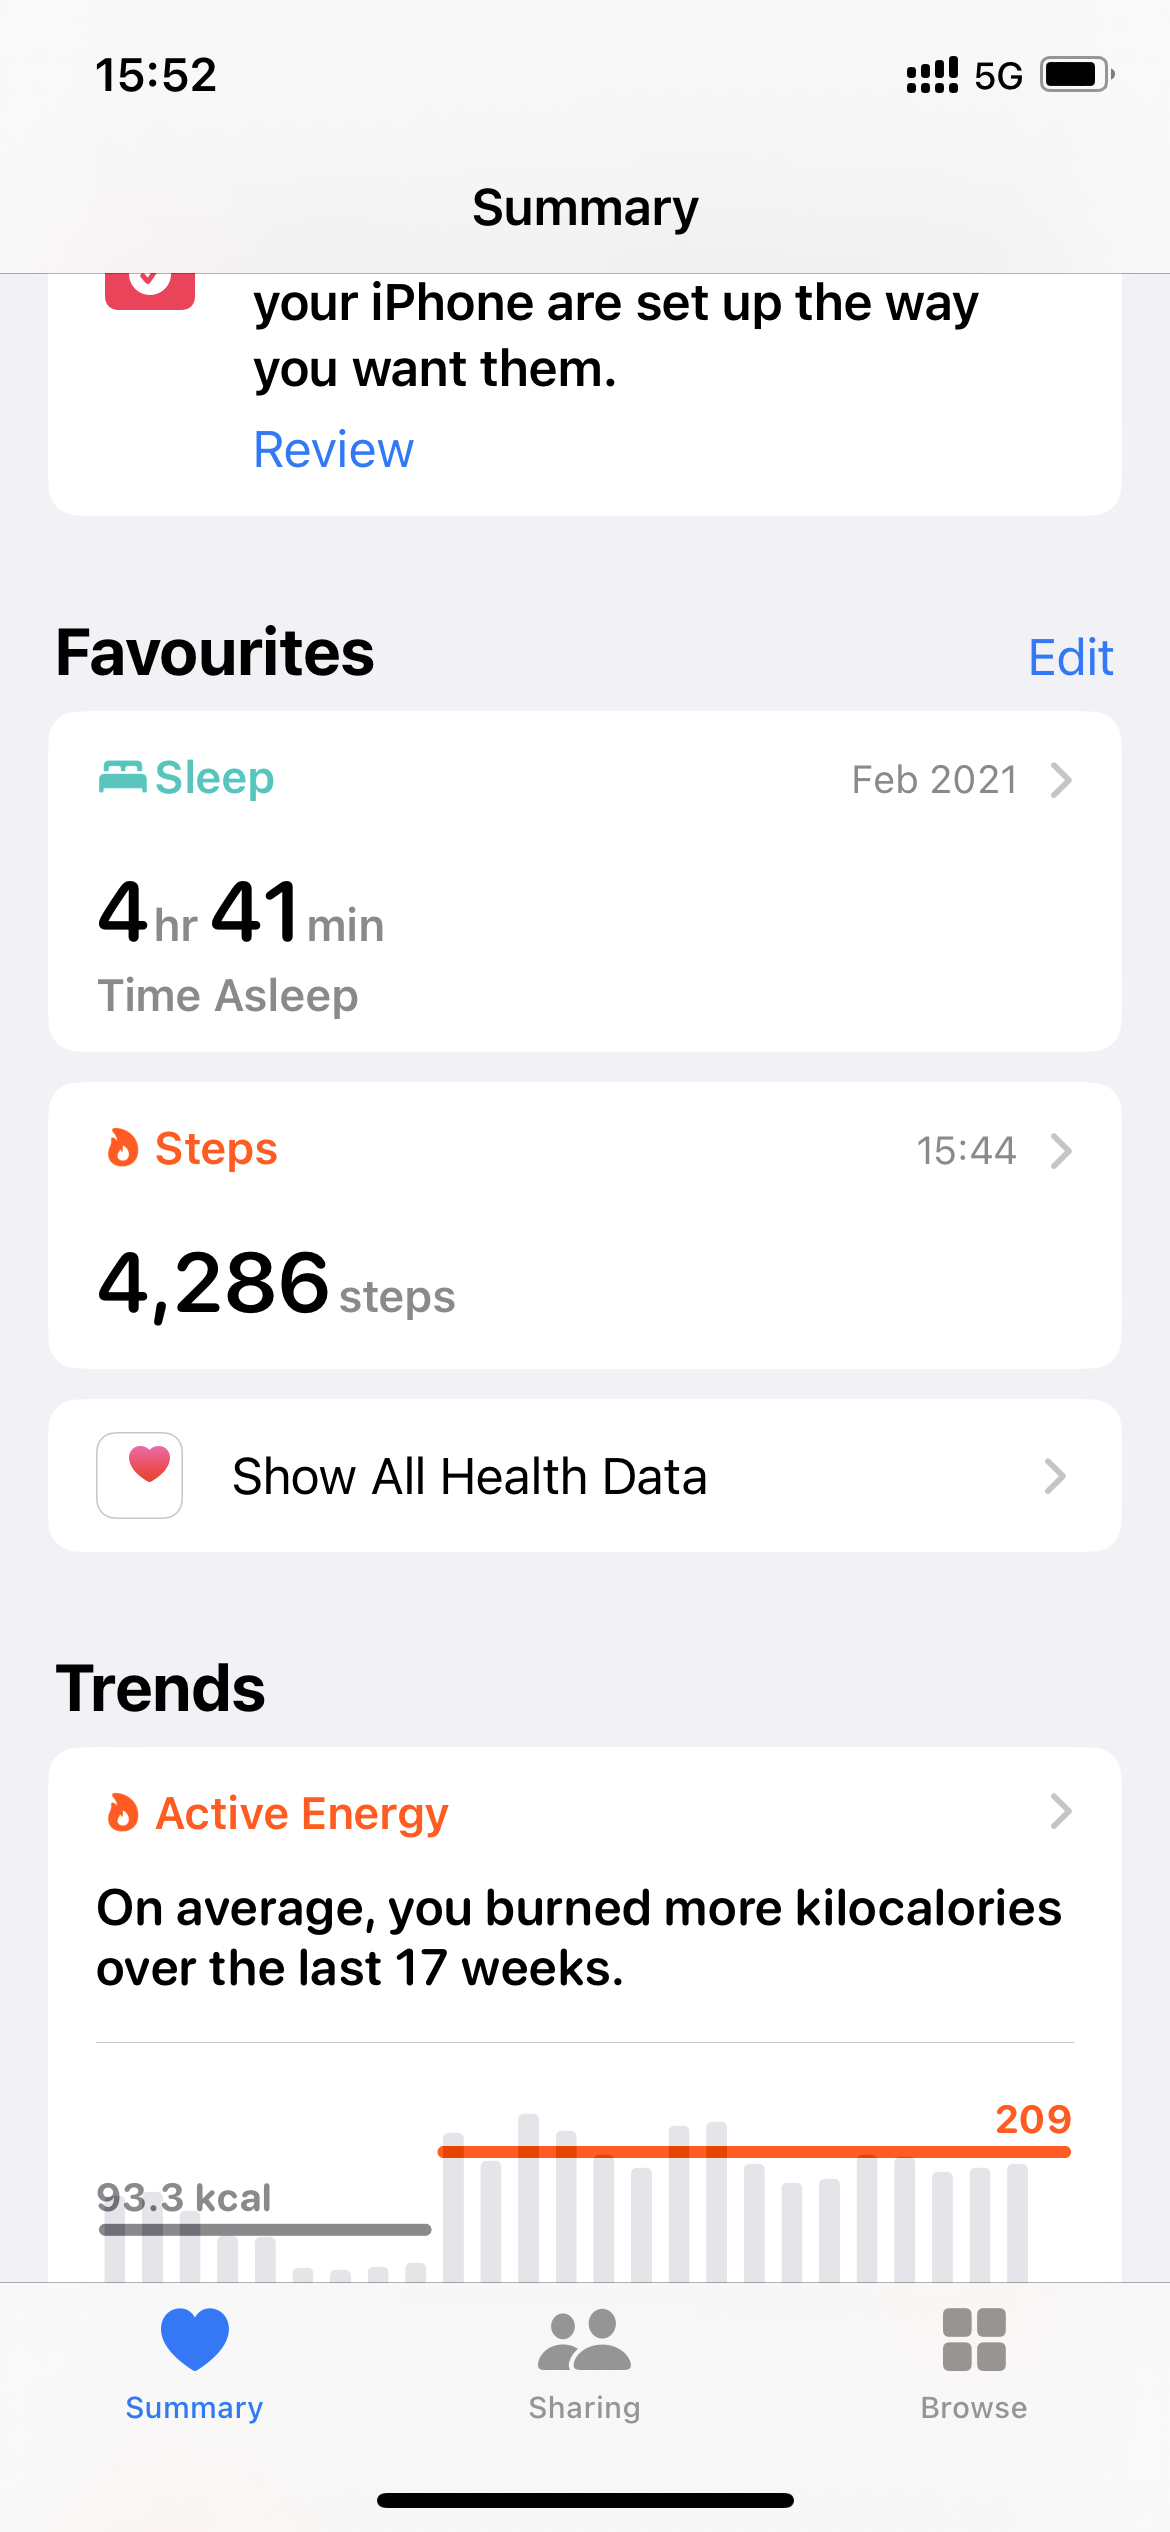 15:52
5G
Summary
your iPhone are set up the way
you want them.
Review
Favourites
Edit
Sleep
Feb 2021
4 hr 41 min
Time Asleep
Steps
15:44
4,286 steps
Show All Health Data
Trends
Active Energy
On average, you burned more kilocalories
over the last 17 weeks.
209
93.3 kcal
Summary
Sharing
Browse